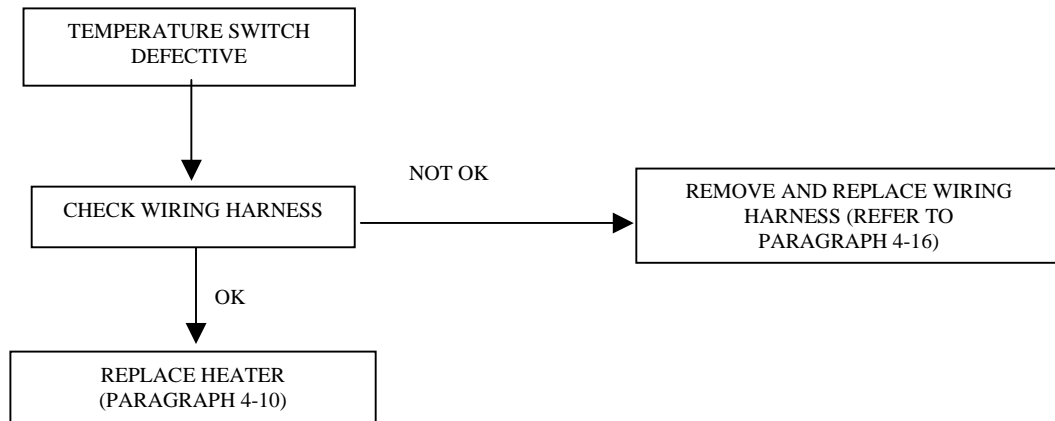 TEMPERATURE SWITCH
DEFECTIVE
NOT OK
CHECK WIRING HARNESS
REMOVE AND REPLACE WIRING
HARNESS (REFER TO
PARAGRAPH 4-16)
OK
REPLACE HEATER
(PARAGRAPH 4-10)